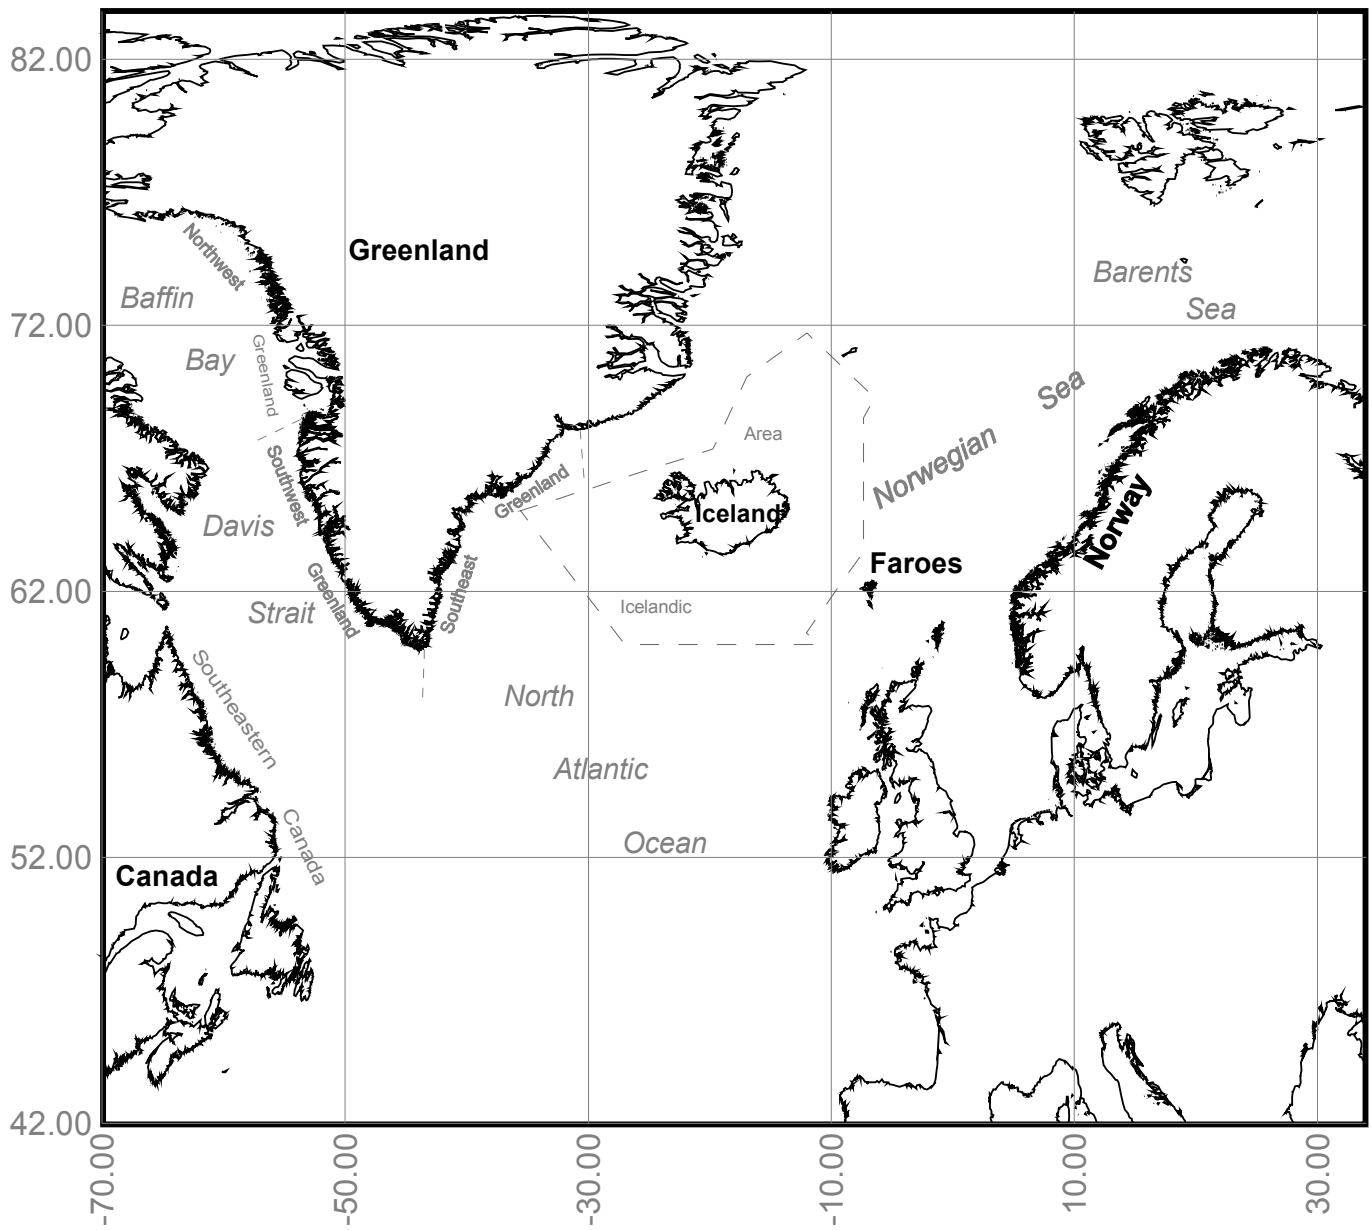 82.00
72.00
62.00
52.00
42.00
-70.00
-50.00
-30.00
-10.00
10.00
30.00
Greenland
Northwest
Greenland
Baffin
Bay
Barents
Sea
Norwegian
Sea
Area
Iceland
Icelandic
Southwest
Greenland
Greenland
Southeast
Davis
Strait
Norway
Faroes
Southeastern
Canada
North
Atlantic
Ocean
Canada